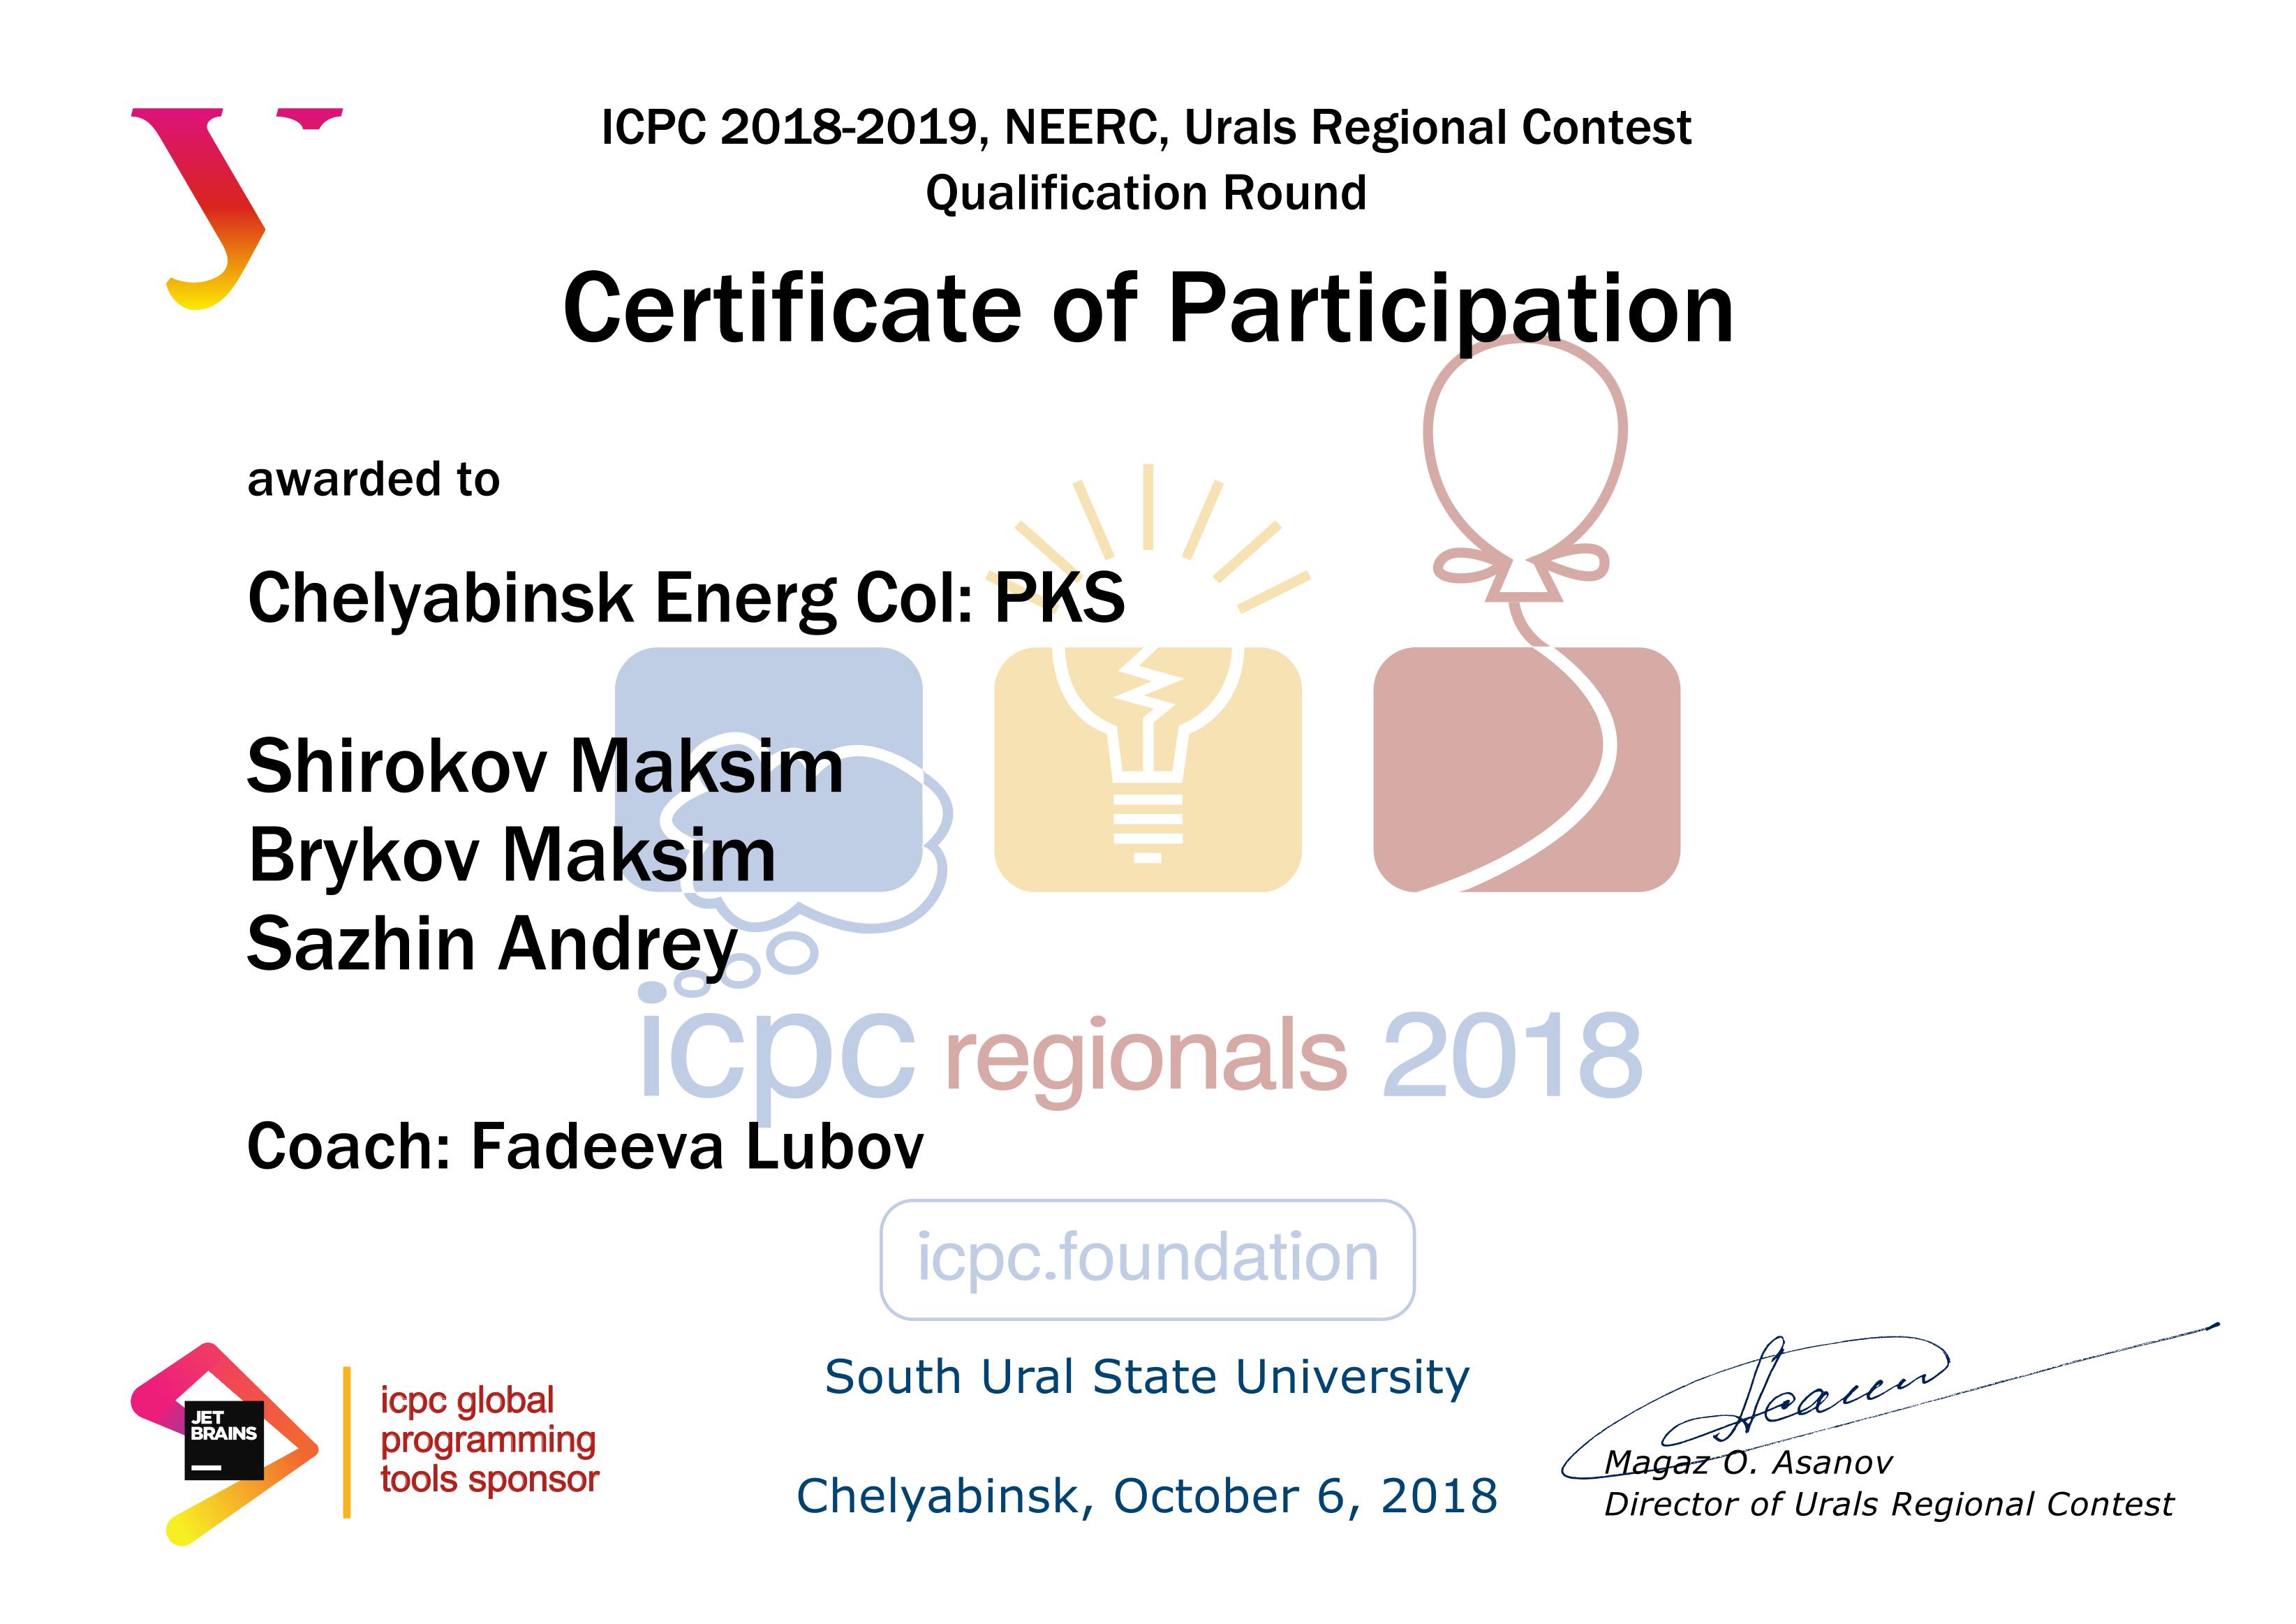 ICPC 2018-2019, NEERC, Urals Regional Contest
Qualification Round
Certificate of Participation
awarded to
Chelyabinsk Energ Col: PKS
Shirokov Maksim
Brykov Maksim
Sazhin Andrey
icpc regionals 2018
Coach: Fadeeva Lubov
icpc.foundation
JET
BRAINS
icpc global
programming
tools sponsor
South Ural State University
Chelyabinsk, October 6, 2018
Magaz O. Asanov
Director of Urals Regional Contest